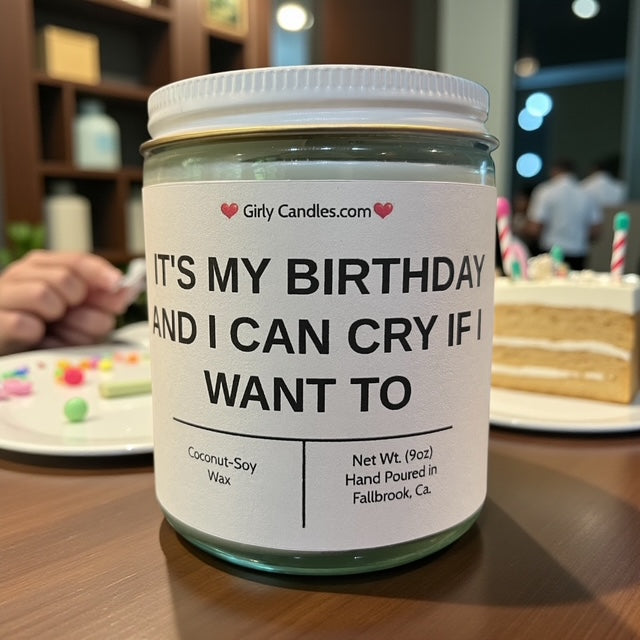 Girly Candles.com
IT'S MY BIRTHDAY
AND I CAN CRY IF I
WANT TO
Coconut-Soy
Wax
Net Wt. (9oz)
Hand Poured in
Fallbrook, Ca.